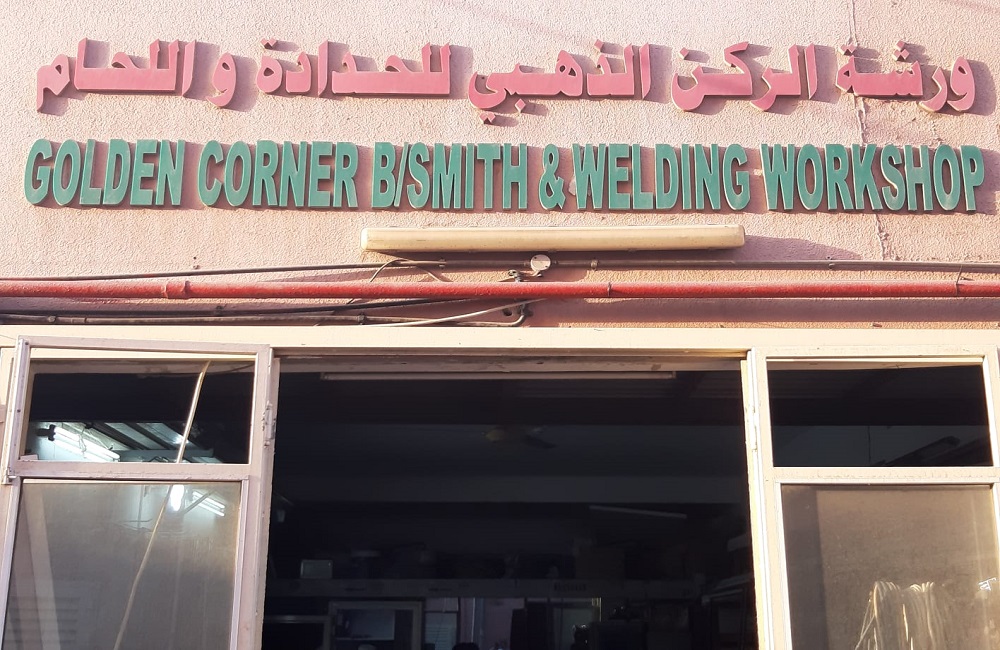 ورشة الركن الذهبي للحدادة و اللحام
GOLDEN CORNER B/SMITH & WELDING WORKSHOP